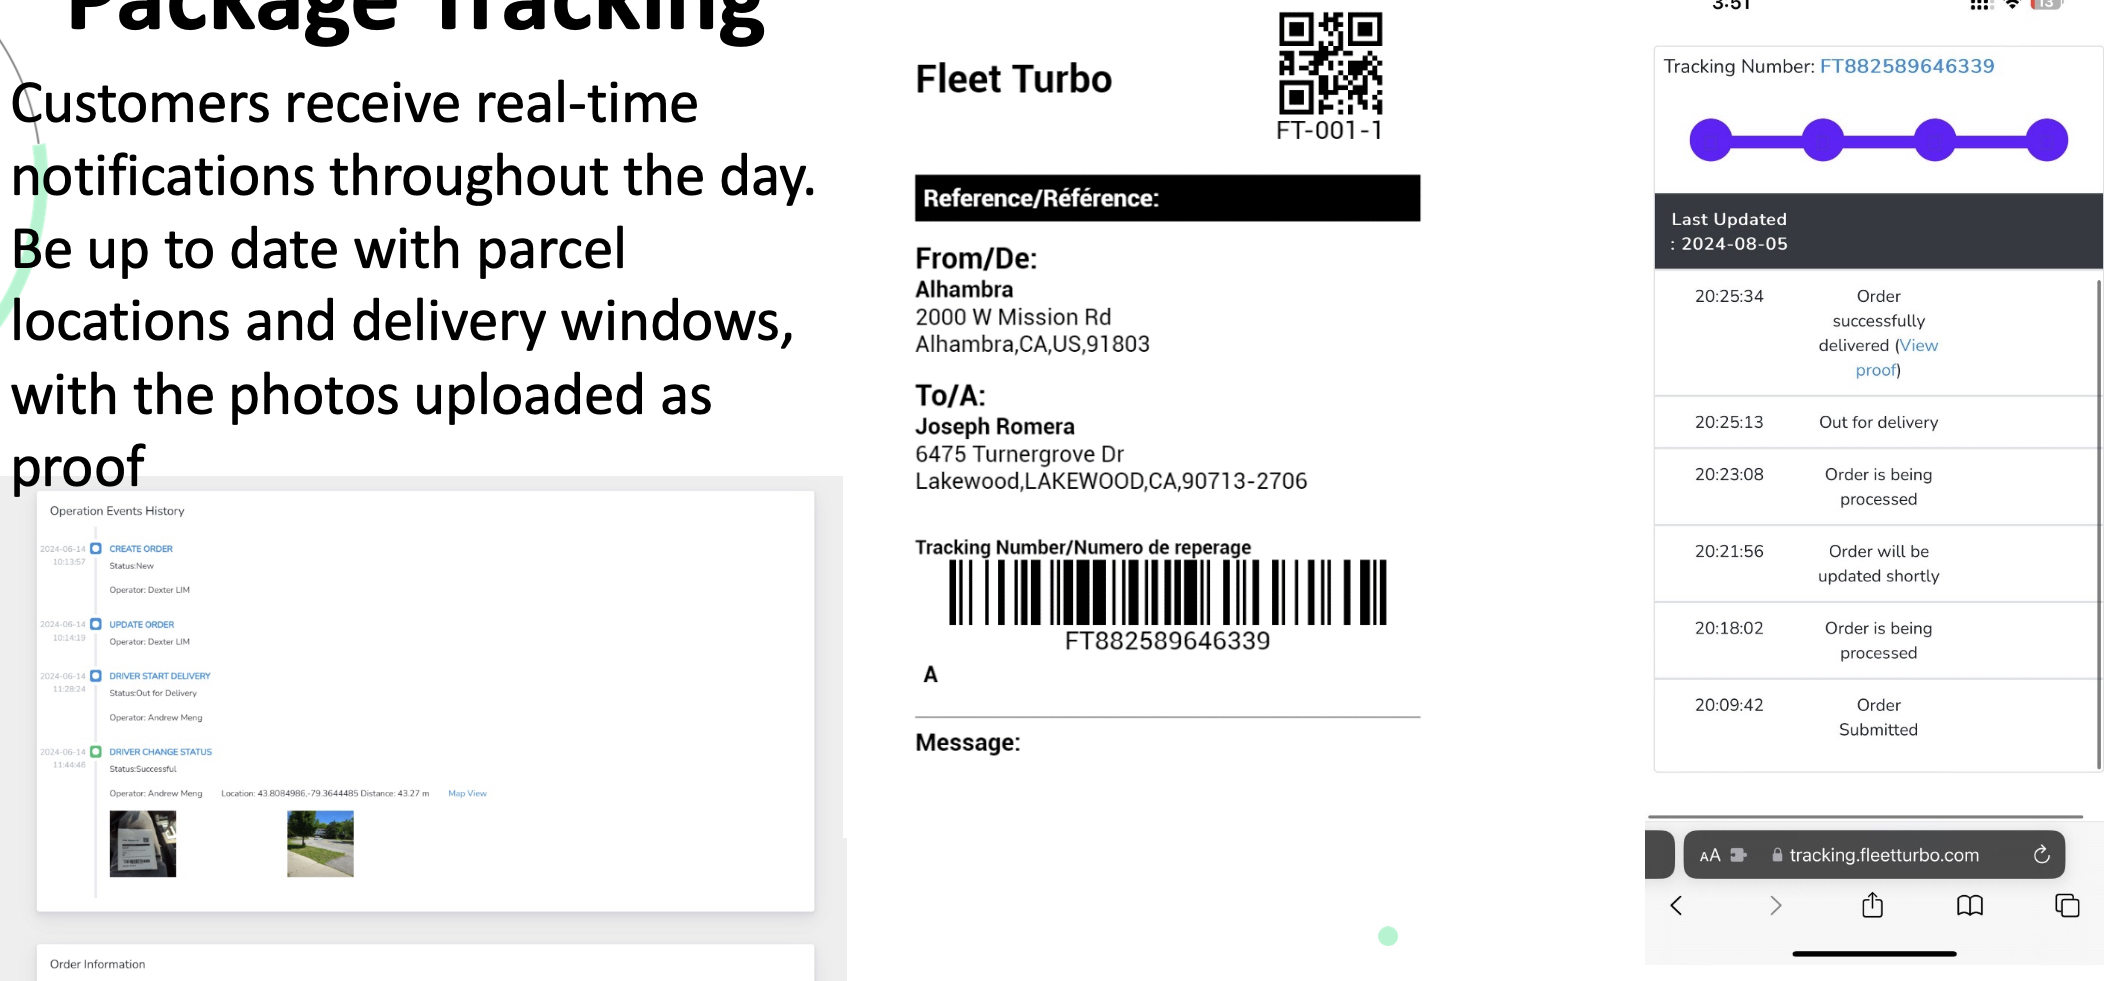 Package Tracking
Customers receive real-time
notifications throughout the day.
Be up to date with parcel
locations and delivery windows,
with the photos uploaded as
proof
Operation Events History
2024-06-14
10:13:57
CREATE ORDER
Status:New
Operator: Dexter LIM
2024-06-14
10:14:19
UPDATE ORDER
Operator: Dexter LIM
2024-06-14
11:28:24
DRIVER START DELIVERY
Status:Out for Delivery
Operator: Andrew Meng
2024-06-14
11:44:46
DRIVER CHANGE STATUS
Status:Successful
Operator: Andrew Meng Location: 43.8084986,-79.3644485 Distance: 43.27 m Map View
Order Information
Fleet Turbo
FT-001-1
Reference/Référence:
From/De:
Alhambra
2000 W Mission Rd
Alhambra,CA,US,91803
To/A:
Joseph Romera
6475 Turnergrove Dr
Lakewood,LAKEWOOD,CA,90713-2706
Tracking Number/Numero de reperage
FT882589646339
A
Message:
3:51
13
Tracking Number: FT882589646339
Last Updated
: 2024-08-05
20:25:34 Order
successfully
delivered (View
proof)
20:25:13 Out for delivery
20:23:08 Order is being
processed
20:21:56 Order will be
updated shortly
20:18:02 Order is being
processed
20:09:42 Order
Submitted
AA tracking.fleetturbo.com